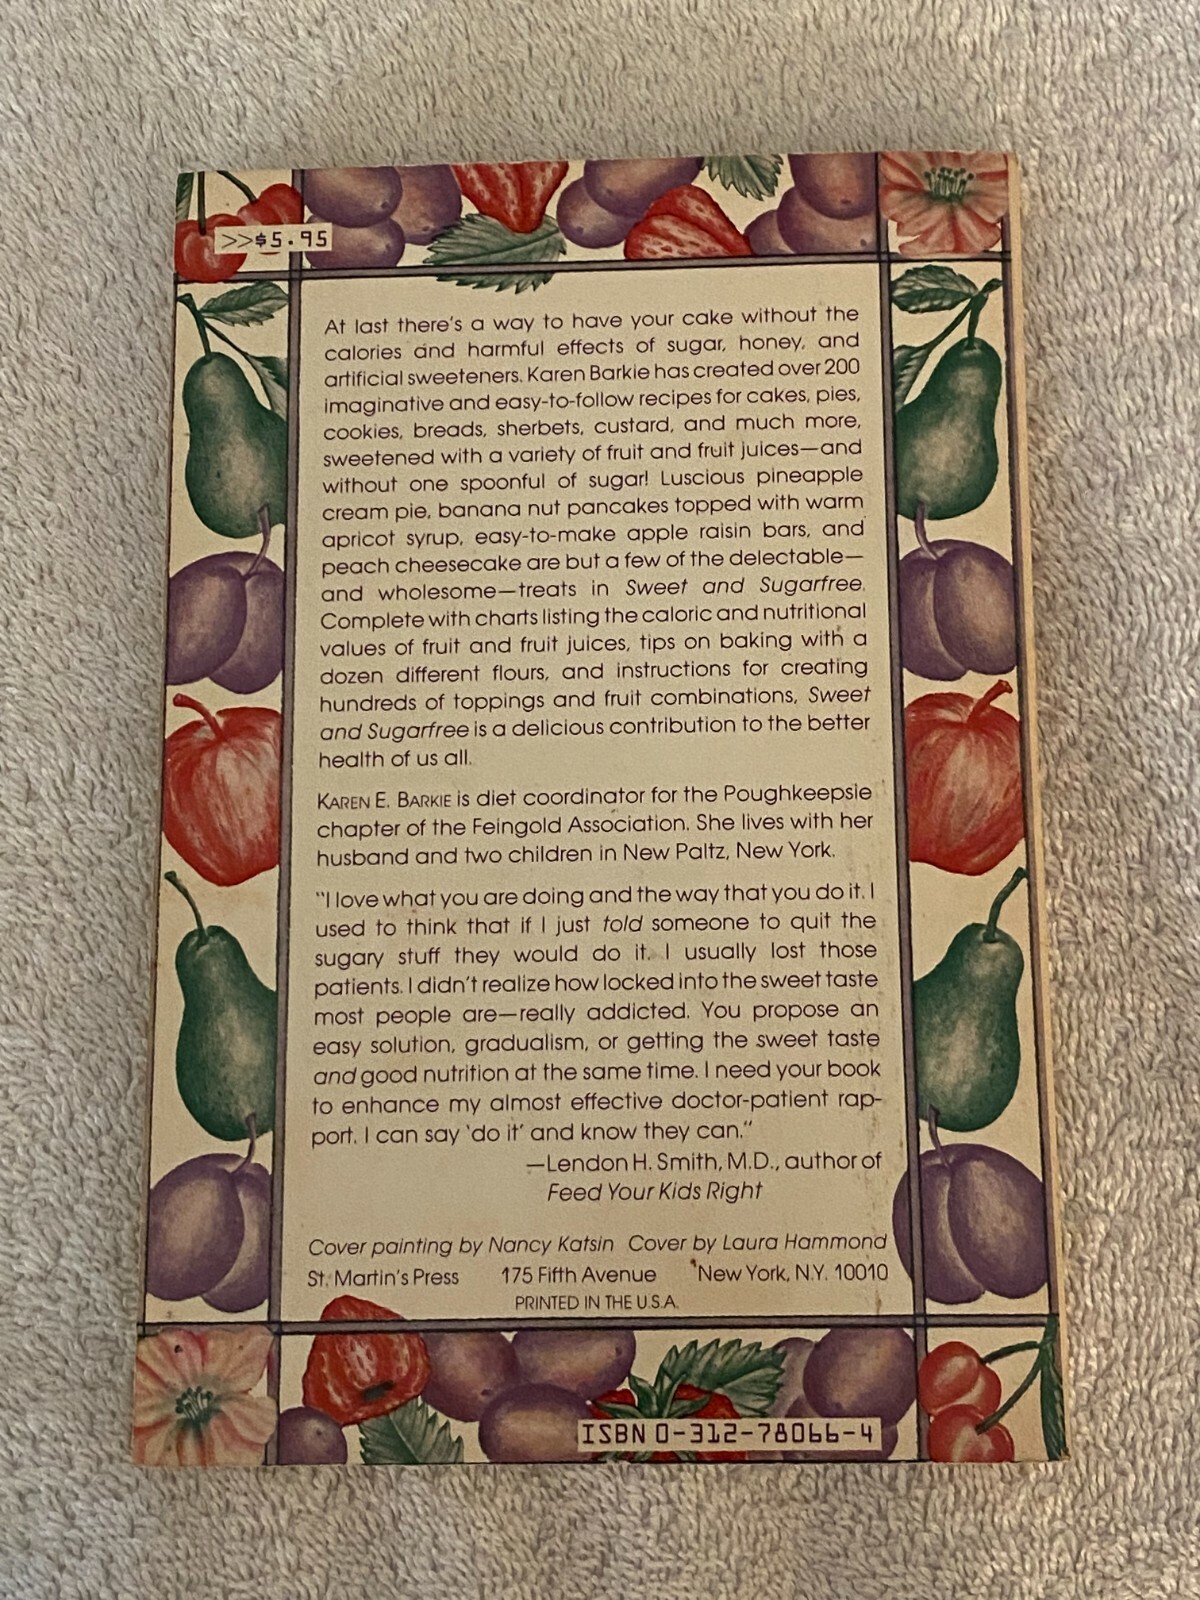 >>$5.95
At last there's a way to have your cake without the
calories and harmful effects of sugar, honey, and
artificial sweeteners. Karen Barkie has created over 200
imaginative and easy-to-follow recipes for cakes, pies,
cookies, breads, sherbets, custard, and much more,
sweetened with a variety of fruit and fruit juices—and
without one spoonful of sugar! Luscious pineapple
cream pie, banana nut pancakes topped with warm
apricot syrup, easy-to-make apple raisin bars, and
peach cheesecake are but a few of the delectable—
and wholesome—treats in Sweet and Sugarfree.
Complete with charts listing the caloric and nutritional
values of fruit and fruit juices, tips on baking with a
dozen different flours, and instructions for creating
hundreds of toppings and fruit combinations, Sweet
and Sugarfree is a delicious contribution to the better
health of us all.
KAREN E. BARKIE is diet coordinator for the Poughkeepsie
chapter of the Feingold Association. She lives with her
husband and two children in New Paltz, New York.
"I love what you are doing and the way that you do it. I
used to think that if I just told someone to quit the
sugary stuff they would do it. I usually lost those
patients. I didn't realize how locked into the sweet taste
most people are—really addicted. You propose an
easy solution, gradualism, or getting the sweet taste
and good nutrition at the same time. I need your book
to enhance my almost effective doctor-patient rap-
port. I can say 'do it' and know they can."
—Lendon H. Smith, M.D., author of
Feed Your Kids Right
Cover painting by Nancy Katsin Cover by Laura Hammond
St. Martin's Press 175 Fifth Avenue New York, N.Y. 10010
PRINTED IN THE U.S.A.
ISBN 0-312-78066-4